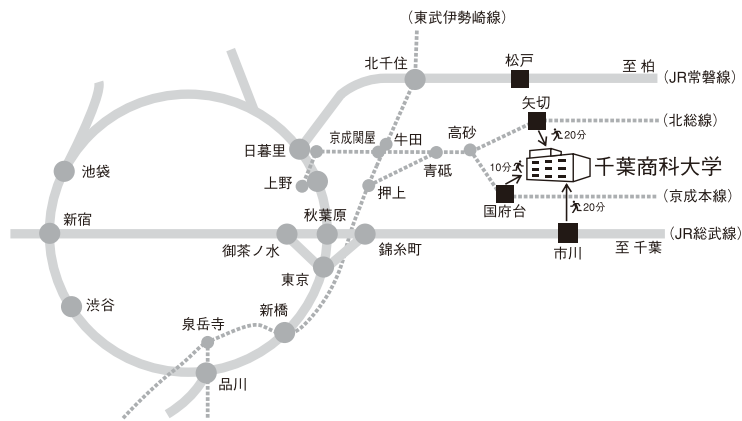 （東武伊勢崎線）
北千住
松戸
至 柏
（JR常磐線）
矢切
（北総線）
20分
日暮里
京成関屋
牛田
高砂
青砥
池袋
上野
押上
10分
千葉商科大学
国府台
（京成本線）
20分
新宿
秋葉原
御茶ノ水
錦糸町
（JR総武線）
至 千葉
市川
東京
渋谷
新橋
泉岳寺
品川